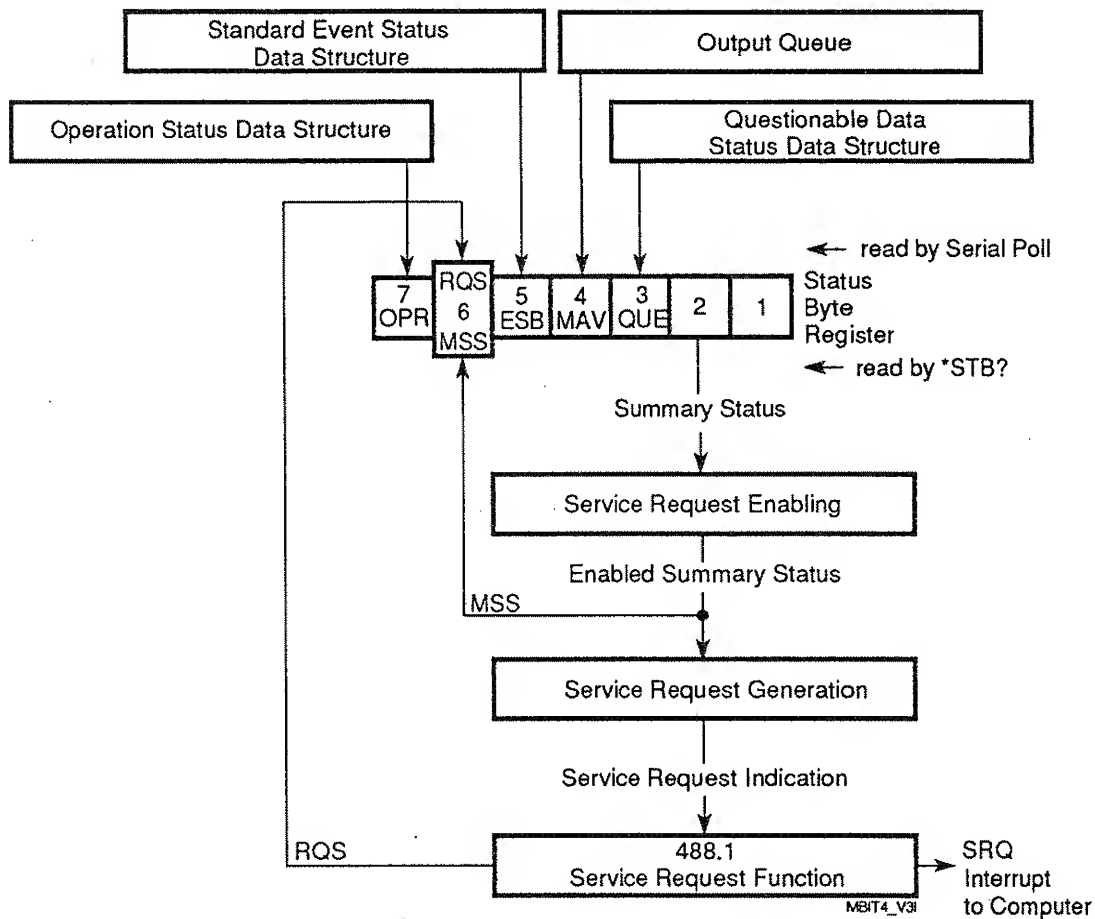 Standard Event Status
Data Structure
Output Queue
Operation Status Data Structure
Questionable Data
Status Data Structure
← read by Serial Poll
7
OPR
RQS
6
MSS
5
ESB
4
MAV
3
QUE
2
1
Status
Byte
Register
← read by *STB?
Summary Status
Service Request Enabling
Enabled Summary Status
MSS
Service Request Generation
Service Request Indication
RQS
488.1
Service Request Function
SRQ
Interrupt
to Computer
MBIT4_V3I